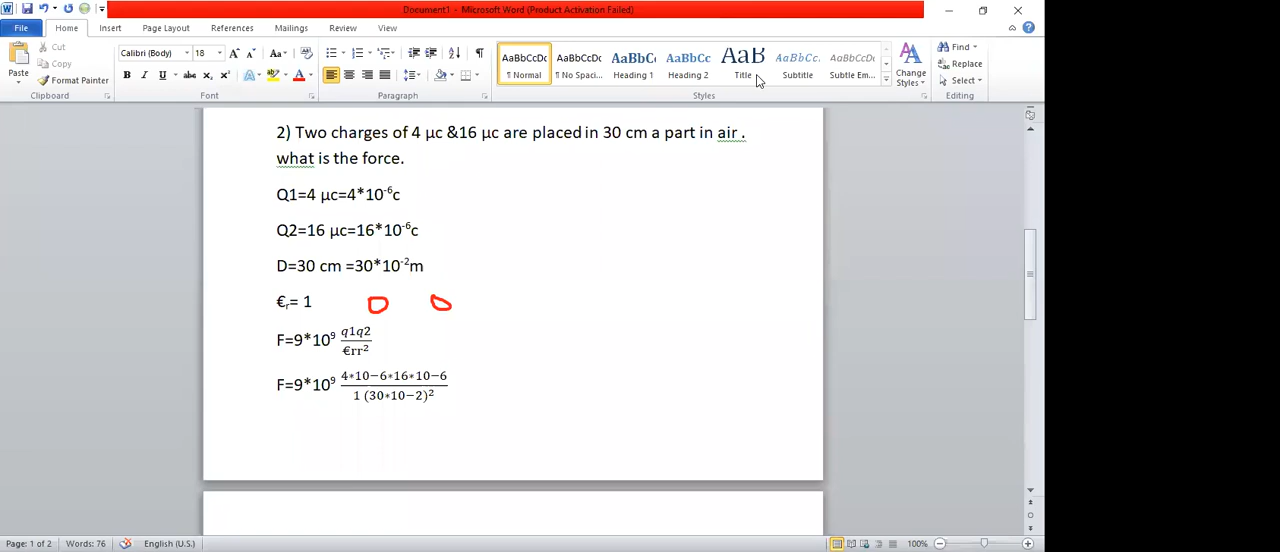 Document1 - Microsoft Word (Product Activation Failed)
File Home Insert Page Layout References Mailings Review View
Cut
Copy
Format Painter
Paste
Calibri (Body) 18
AaBbCcDc AaBbCcDc AaBbC AaBbCc AaB AaBbCc. AaBbCcDc
¶ Normal ¶ No Spaci... Heading 1 Heading 2 Title Subtitle Subtle Em...
Change Styles
Find
Replace
Select
Clipboard Font Paragraph Styles Editing
2) Two charges of 4 μc &16 μc are placed in 30 cm a part in air .
what is the force.
Q1=4 μc=4*10⁻⁶c
Q2=16 μc=16*10⁻⁶c
D=30 cm =30*10⁻²m
€ᵣ= 1
F=9*10⁹ q1q2/€rr²
F=9*10⁹ 4*10−6*16*10−6/1 (30*10−2)²
Page: 1 of 2 Words: 76 English (U.S.) 100%